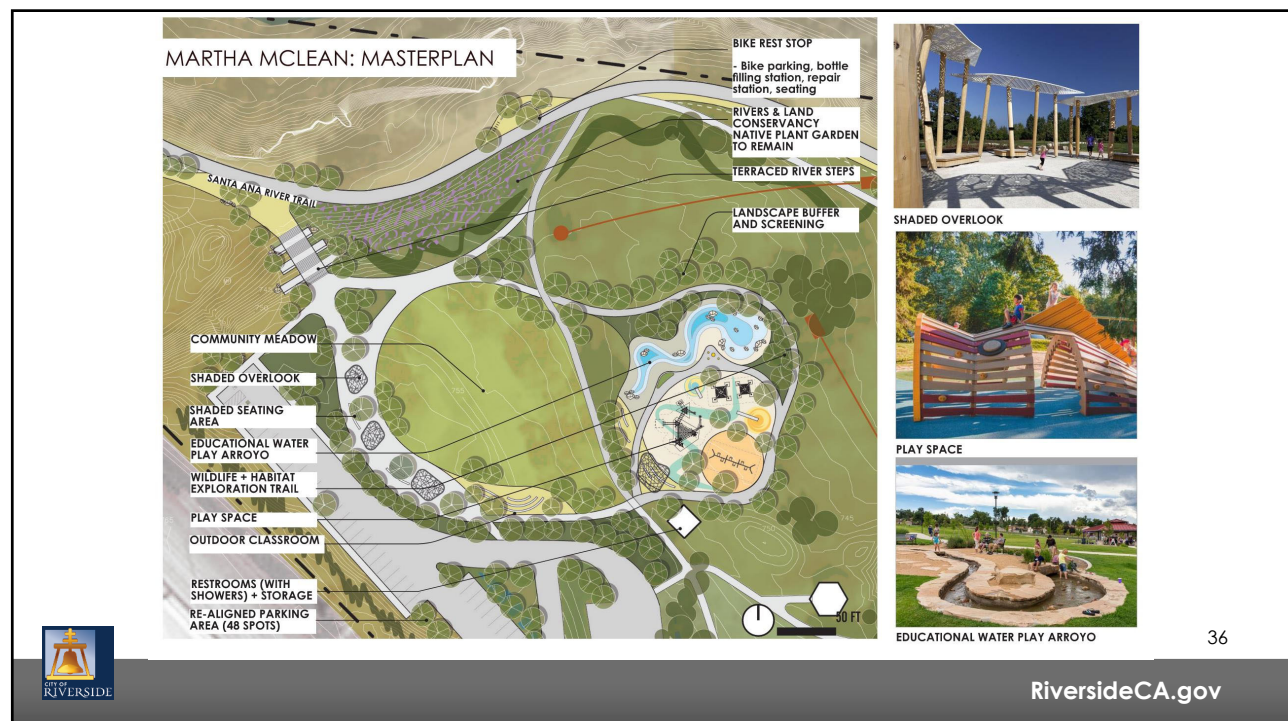 MARTHA MCLEAN: MASTERPLAN
BIKE REST STOP
- Bike parking, bottle
filling station, repair
station, seating
RIVERS & LAND
CONSERVANCY
NATIVE PLANT GARDEN
TO REMAIN
TERRACED RIVER STEPS
LANDSCAPE BUFFER
AND SCREENING
SANTA ANA RIVER TRAIL
COMMUNITY MEADOW
SHADED OVERLOOK
SHADED SEATING
AREA
EDUCATIONAL WATER
PLAY ARROYO
WILDLIFE + HABITAT
EXPLORATION TRAIL
PLAY SPACE
OUTDOOR CLASSROOM
RESTROOMS (WITH
SHOWERS) + STORAGE
RE-ALIGNED PARKING
AREA (48 SPOTS)
755
745
50 FT
SHADED OVERLOOK
PLAY SPACE
EDUCATIONAL WATER PLAY ARROYO
36
CITY OF
RIVERSIDE
RiversideCA.gov